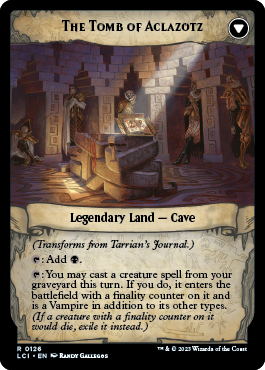 The Tomb of Aclazotz
Legendary Land — Cave
(Transforms from Tarrian's Journal.)
: Add .
: You may cast a creature spell from your
graveyard this turn. If you do, it enters the
battlefield with a finality counter on it and
is a Vampire in addition to its other types.
(If a creature with a finality counter on it
would die, exile it instead.)
R 0126
LCI • EN Randy Gallegos
™ & © 2023 Wizards of the Coast